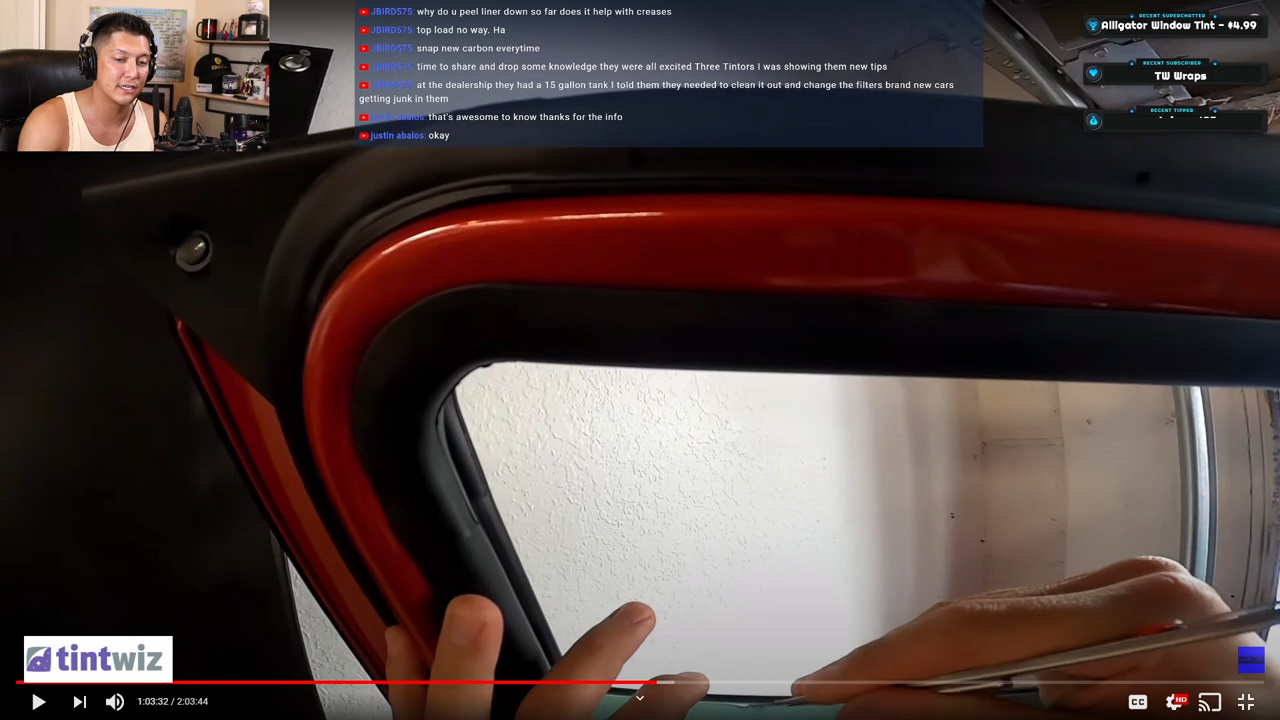 JBIRD575: why do u peel liner down so far does it help with creases
JBIRD575: top load no way. Ha
JBIRD575: snap new carbon everytime
JBIRD575: time to share and drop some knowledge they were all excited Three Tintors I was showing them new tips
JBIRD575: at the dealership they had a 15 gallon tank I told them they needed to clean it out and change the filters brand new cars
getting junk in them
justin abalos: that's awesome to know thanks for the info
justin abalos: okay
RECENT SUPERCHATTER
Alligator Window Tint - $4.99
RECENT SUBSCRIBER
TW Wraps
RECENT TIPPER
tintwiz
1:03:32 / 2:03:44
CC
HD